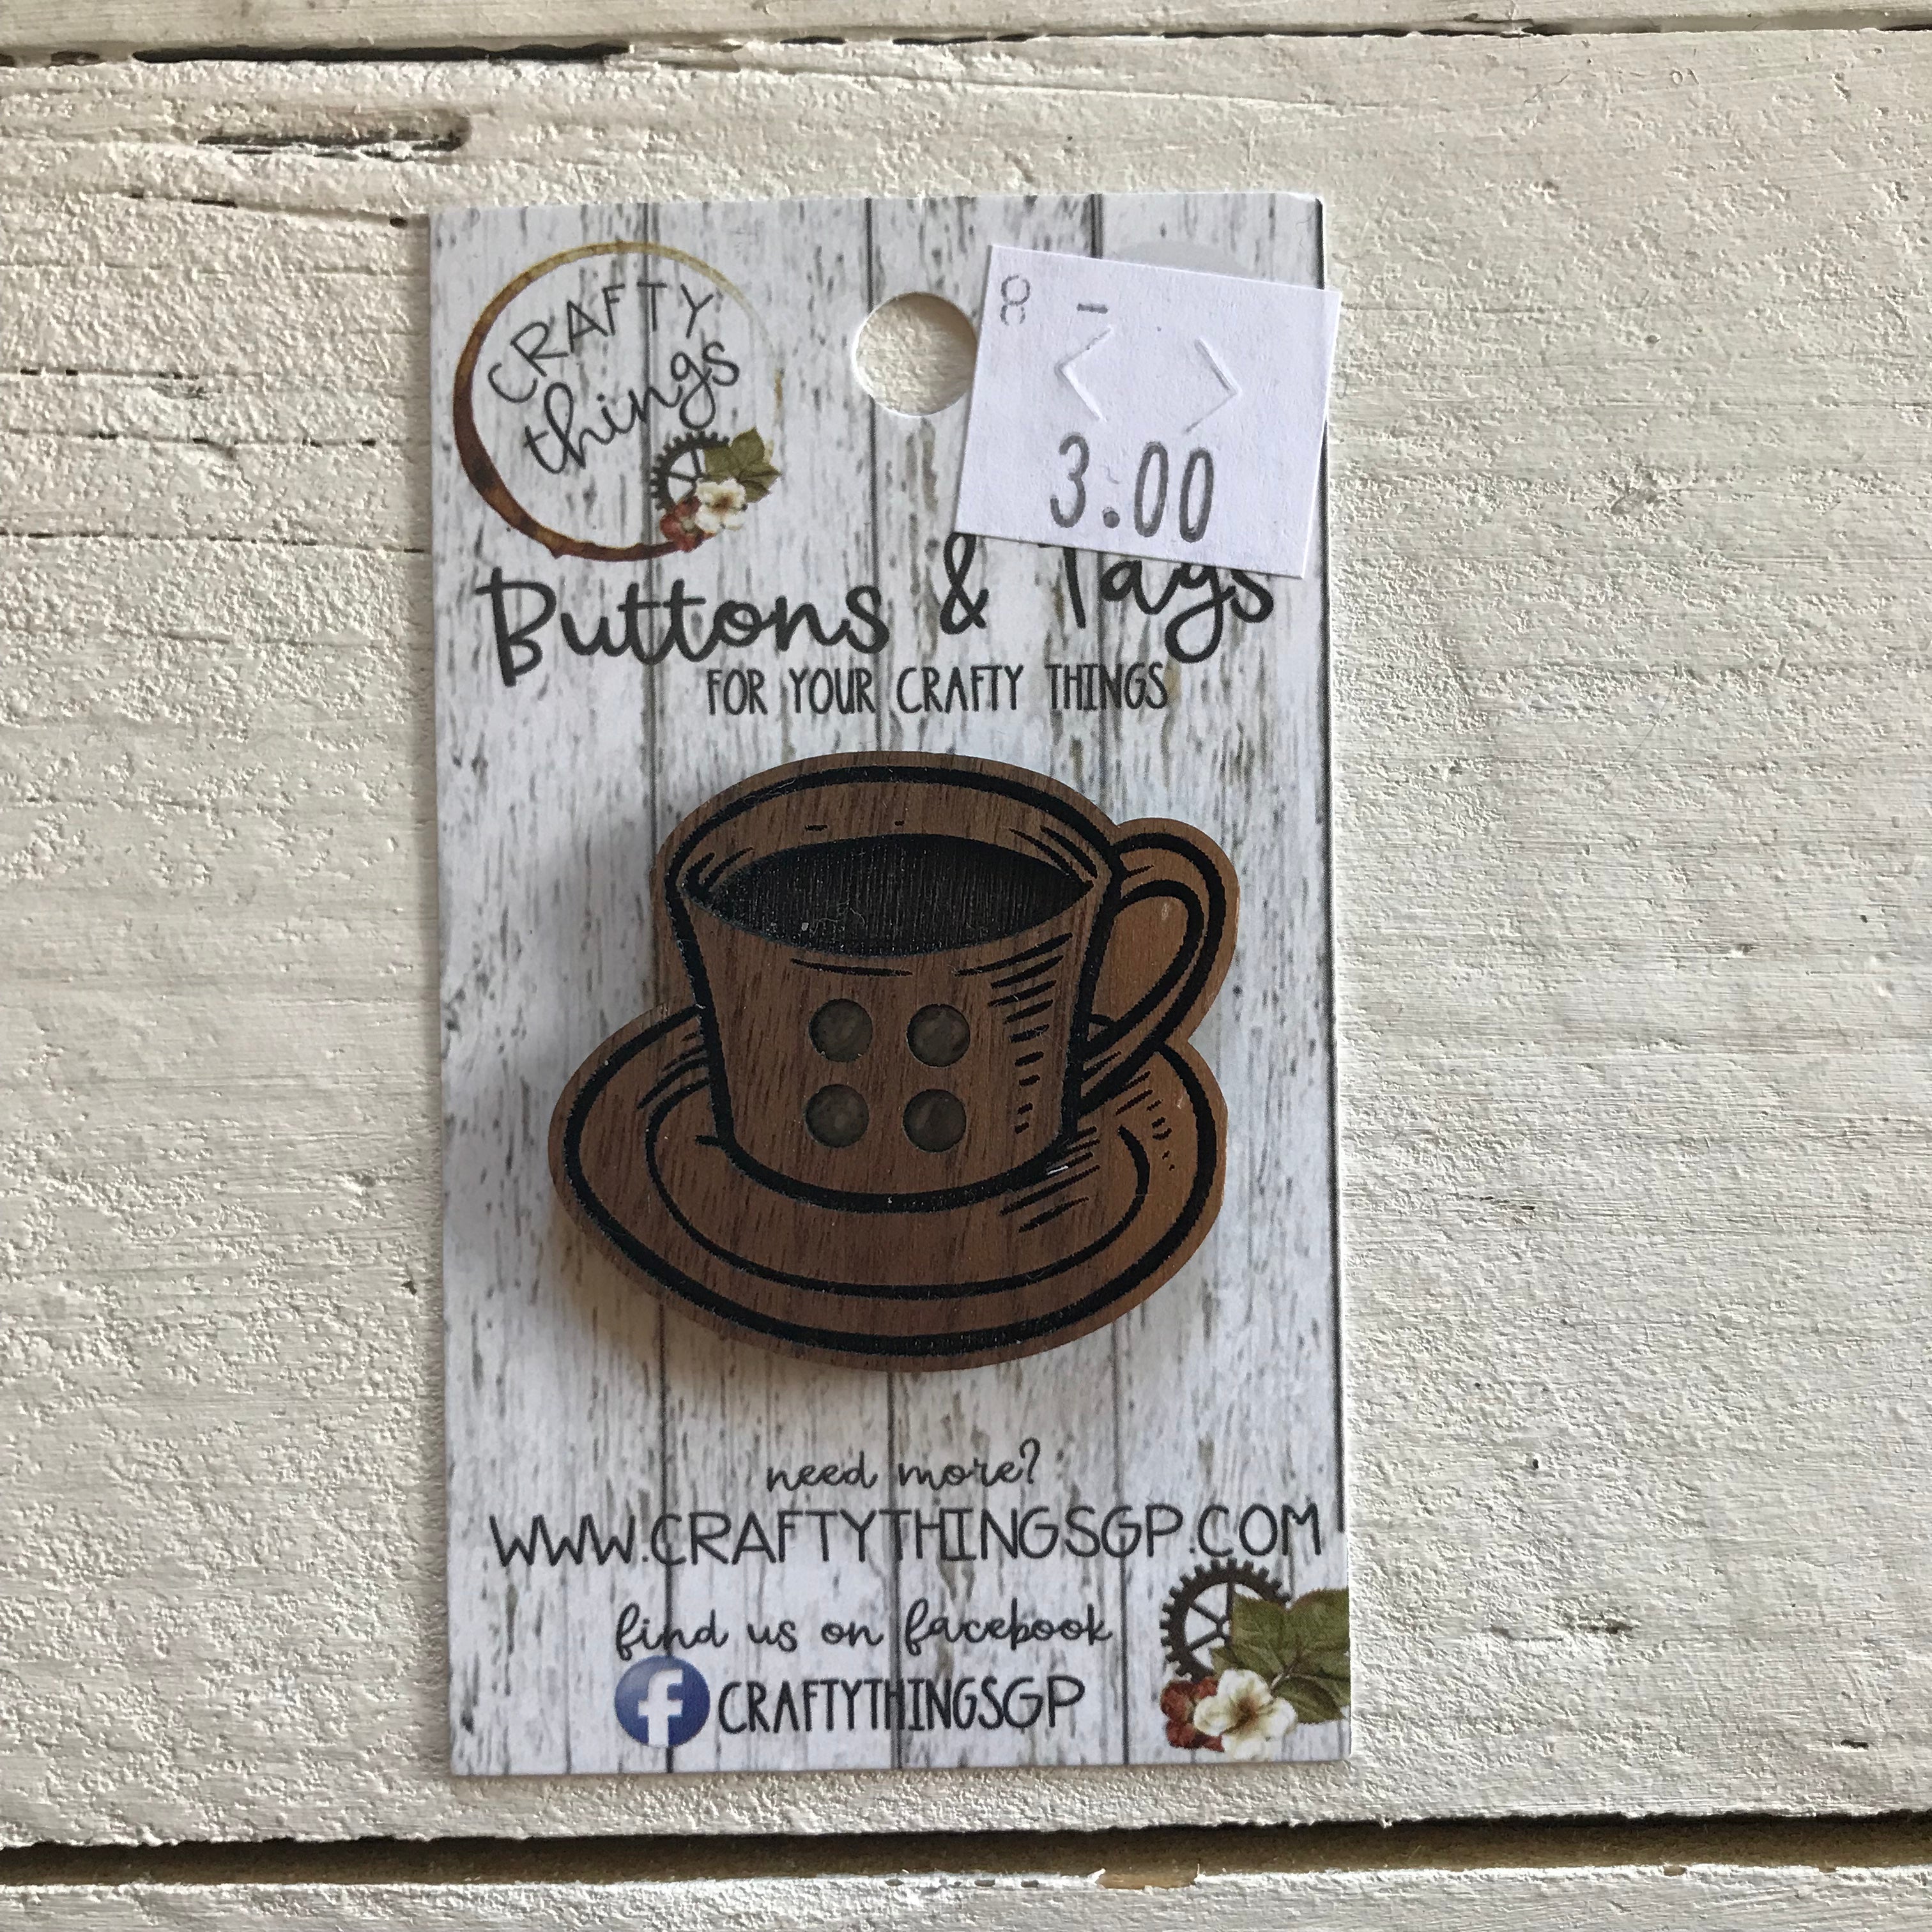 CRAFTY
things
8 -
3.00
Buttons & Tags
FOR YOUR CRAFTY THINGS
need more?
WWW.CRAFTYTHINGSGP.COM
find us on facebook
f CRAFTYTHINGSGP